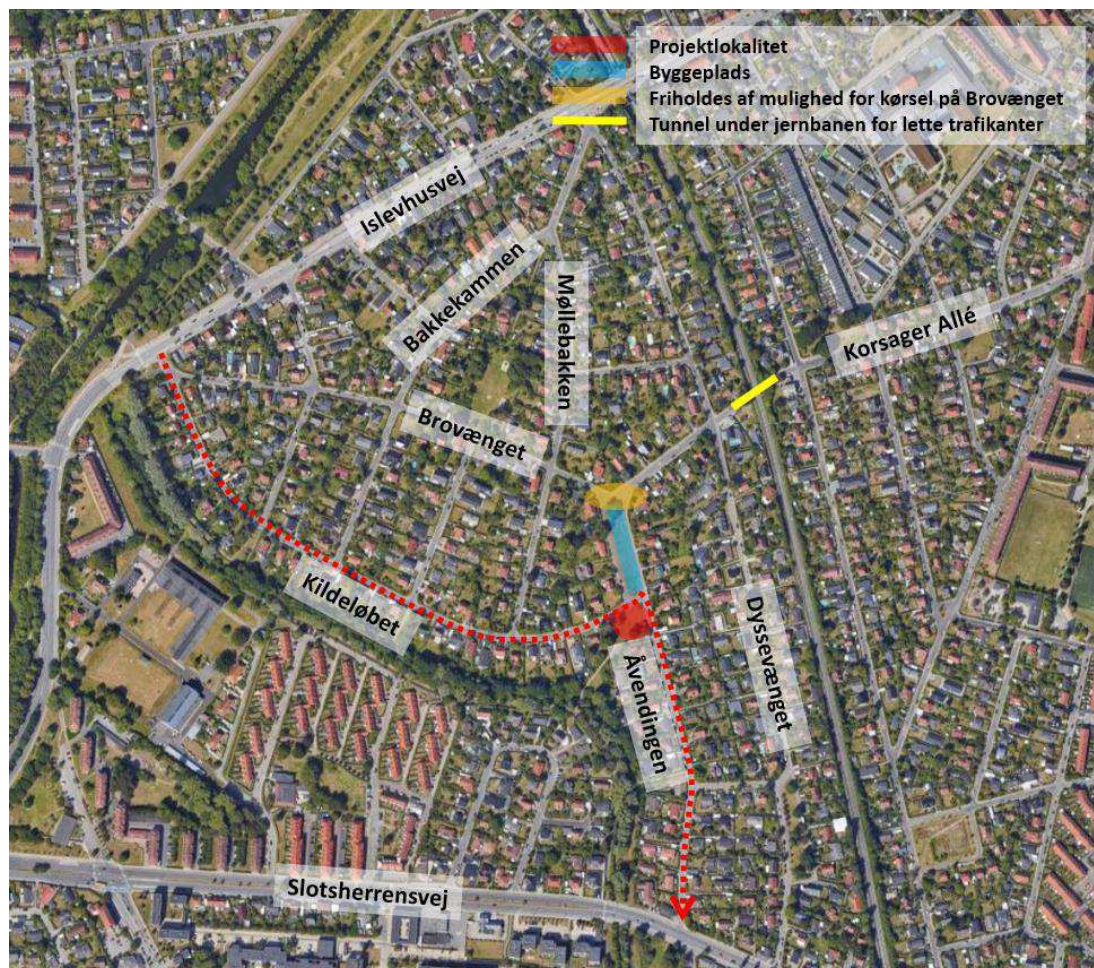 Projektlokalitet
Byggeplads
Friholdes af mulighed for kørsel på Brovænget
Tunnel under jernbanen for lette trafikanter
Islevhusvej
Bakkekammen
Møllebakken
Korsager Allé
Brovænget
Kildeløbet
Dyssevænget
Åvendingen
Slotsherrensvej